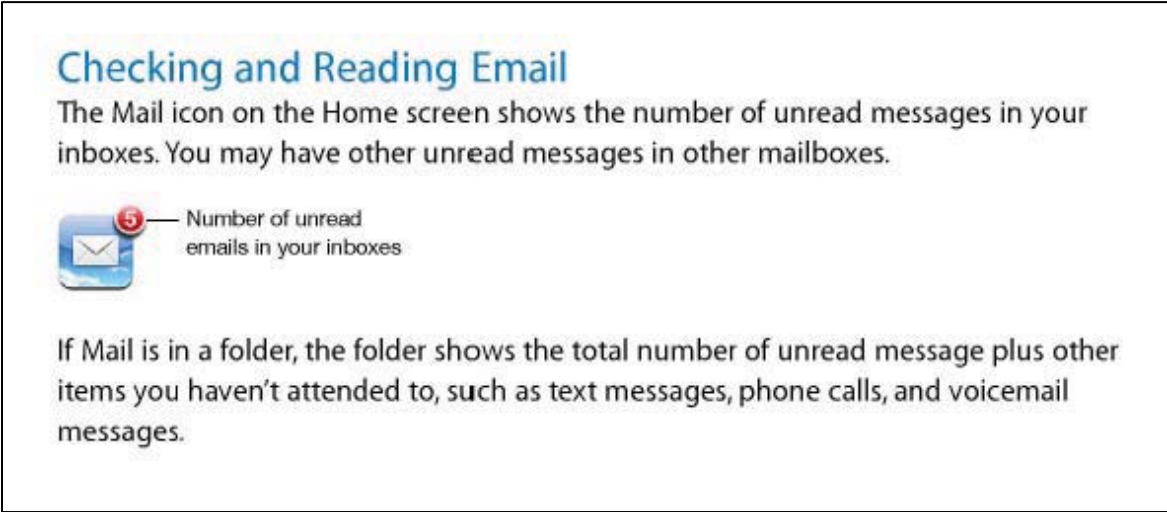 Checking and Reading Email
The Mail icon on the Home screen shows the number of unread messages in your
inboxes. You may have other unread messages in other mailboxes.
5
Number of unread
emails in your inboxes
If Mail is in a folder, the folder shows the total number of unread message plus other
items you haven't attended to, such as text messages, phone calls, and voicemail
messages.